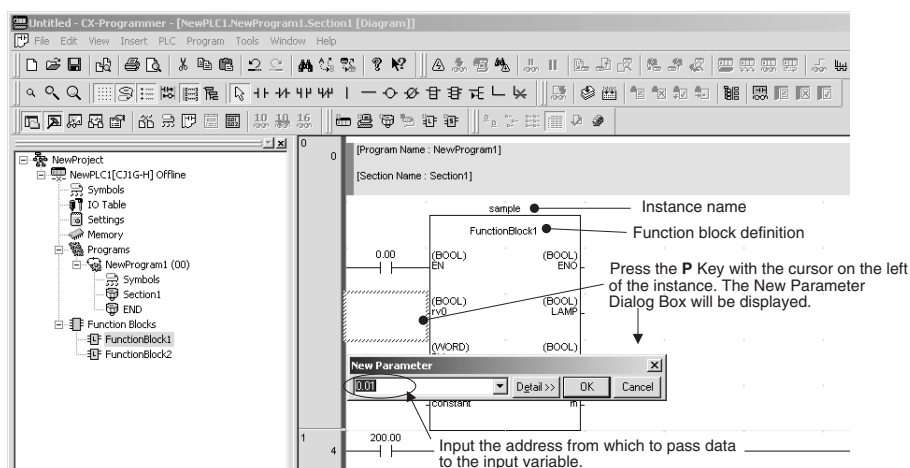 Untitled - CX-Programmer - [NewPLC1.NewProgram1.Section1 [Diagram]]
File Edit View Insert PLC Program Tools Window Help
10 10 16
NewProject
NewPLC1[CJ1G-H] Offline
Symbols
IO Table
Settings
Memory
Programs
NewProgram1 (00)
Symbols
Section1
END
Function Blocks
FunctionBlock1
FunctionBlock2
0
0
[Program Name : NewProgram1]
[Section Name : Section1]
sample
Instance name
FunctionBlock1
Function block definition
0.00
(BOOL) (BOOL)
EN ENO
Press the P Key with the cursor on the left
of the instance. The New Parameter
Dialog Box will be displayed.
(BOOL) (BOOL)
rv0 LAMP
(WORD) (BOOL)
New Parameter
0.01
Detail >> OK Cancel
constant m
1
4
200.00
Input the address from which to pass data
to the input variable.